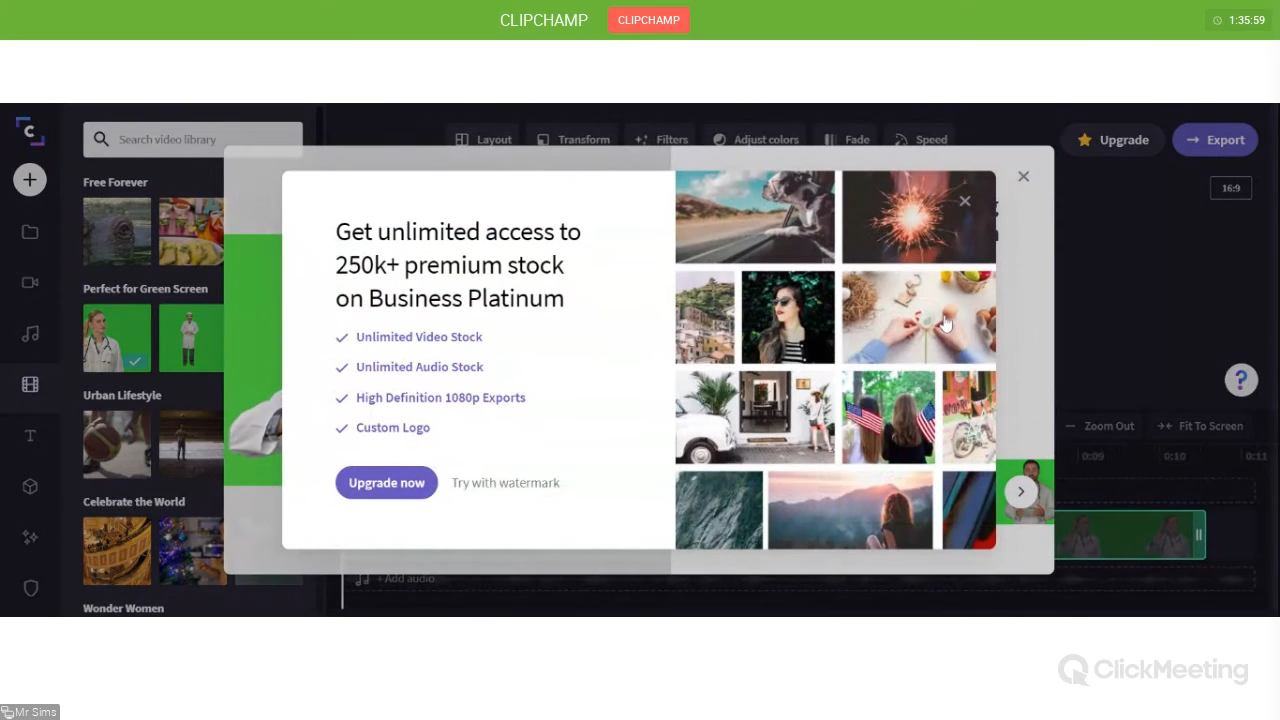 CLIPCHAMP
CLIPCHAMP
1:35:59
Search video library
Layout
Transform
Filters
Adjust colors
Fade
Speed
Upgrade
Export
16:9
Free Forever
Perfect for Green Screen
Urban Lifestyle
Celebrate the World
Wonder Women
Get unlimited access to
250k+ premium stock
on Business Platinum
Unlimited Video Stock
Unlimited Audio Stock
High Definition 1080p Exports
Custom Logo
Upgrade now
Try with watermark
?
Zoom Out
Fit To Screen
0:09
0:10
0:11
+ Add audio
ClickMeeting
Mr Sims